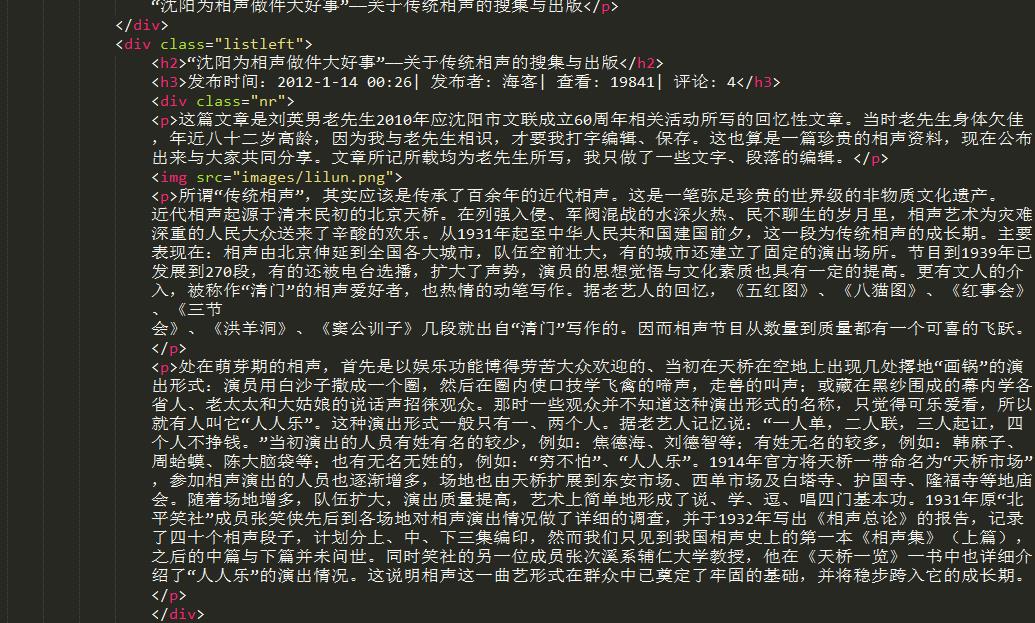 “沈阳为相声做件大好事”—关于传统相声的搜集与出版</p>
</div>
<div class="listleft">
<h2>“沈阳为相声做件大好事”—关于传统相声的搜集与出版</h2>
<h3>发布时间: 2012-1-14 00:26| 发布者: 海客| 查看: 19841| 评论: 4</h3>
<div class="nr">
<p>这篇文章是刘英男老先生2010年应沈阳市文联成立60周年相关活动所写的回忆性文章。当时老先生身体欠佳
，年近八十二岁高龄，因为我与老先生相识，才要我打字编辑、保存。这也算是一篇珍贵的相声资料，现在公布
出来与大家共同分享。文章所记所载均为老先生所写，我只做了一些文字、段落的编辑。</p>
<img src="images/lilun.png">
<p>所谓“传统相声”，其实应该是传承了百余年的近代相声。这是一笔弥足珍贵的世界级的非物质文化遗产。
近代相声起源于清末民初的北京天桥。在列强入侵、军阀混战的水深火热、民不聊生的岁月里，相声艺术为灾难
深重的人民大众送来了辛酸的欢乐。从1931年起至中华人民共和国建国前夕，这一段为传统相声的成长期。主要
表现在：相声由北京伸延到全国各大城市，队伍空前壮大，有的城市还建立了固定的演出场所。节目到1939年已
发展到270段，有的还被电台选播，扩大了声势，演员的思想觉悟与文化素质也具有一定的提高。更有文人的介
入，被称作“清门”的相声爱好者，也热情的动笔写作。据老艺人的回忆，《五红图》、《八猫图》、《红事会》
、《三节
会》、《洪羊洞》、《窦公训子》几段就出自“清门”写作的。因而相声节目从数量到质量都有一个可喜的飞跃。
</p>
<p>处在萌芽期的相声，首先是以娱乐功能博得劳苦大众欢迎的、当初在天桥在空地上出现几处撂地“画锅”的演
出形式：演员用白沙子撒成一个圈，然后在圈内使口技学飞禽的啼声，走兽的叫声；或藏在黑纱围成的幕内学各
省人、老太太和大姑娘的说话声招徕观众。那时一些观众并不知道这种演出形式的名称，只觉得可乐爱看，所以
就有人叫它“人人乐”。这种演出形式一般只有一、两个人。据老艺人记忆说：“一人单，二人联，三人起讧，四
个人不挣钱。”当初演出的人员有姓有名的较少，例如：焦德海、刘德智等；有姓无名的较多，例如：韩麻子、
周蛤蟆、陈大脑袋等；也有无名无姓的，例如：“穷不怕”、“人人乐”。1914年官方将天桥一带命名为“天桥市场”
，参加相声演出的人员也逐渐增多，场地也由天桥扩展到东安市场、西单市场及白塔寺、护国寺、隆福寺等地庙
会。随着场地增多，队伍扩大，演出质量提高，艺术上简单地形成了说、学、逗、唱四门基本功。1931年原“北
平笑社”成员张笑侠先后到各场地对相声演出情况做了详细的调查，并于1932年写出《相声总论》的报告，记录
了四十个相声段子，计划分上、中、下三集编印，然而我们只见到我国相声史上的第一本《相声集》（上篇），
之后的中篇与下篇并未问世。同时笑社的另一位成员张次溪系辅仁大学教授，他在《天桥一览》一书中也详细介
绍了“人人乐”的演出情况。这说明相声这一曲艺形式在群众中已奠定了牢固的基础，并将稳步跨入它的成长期。
</p>
</div>